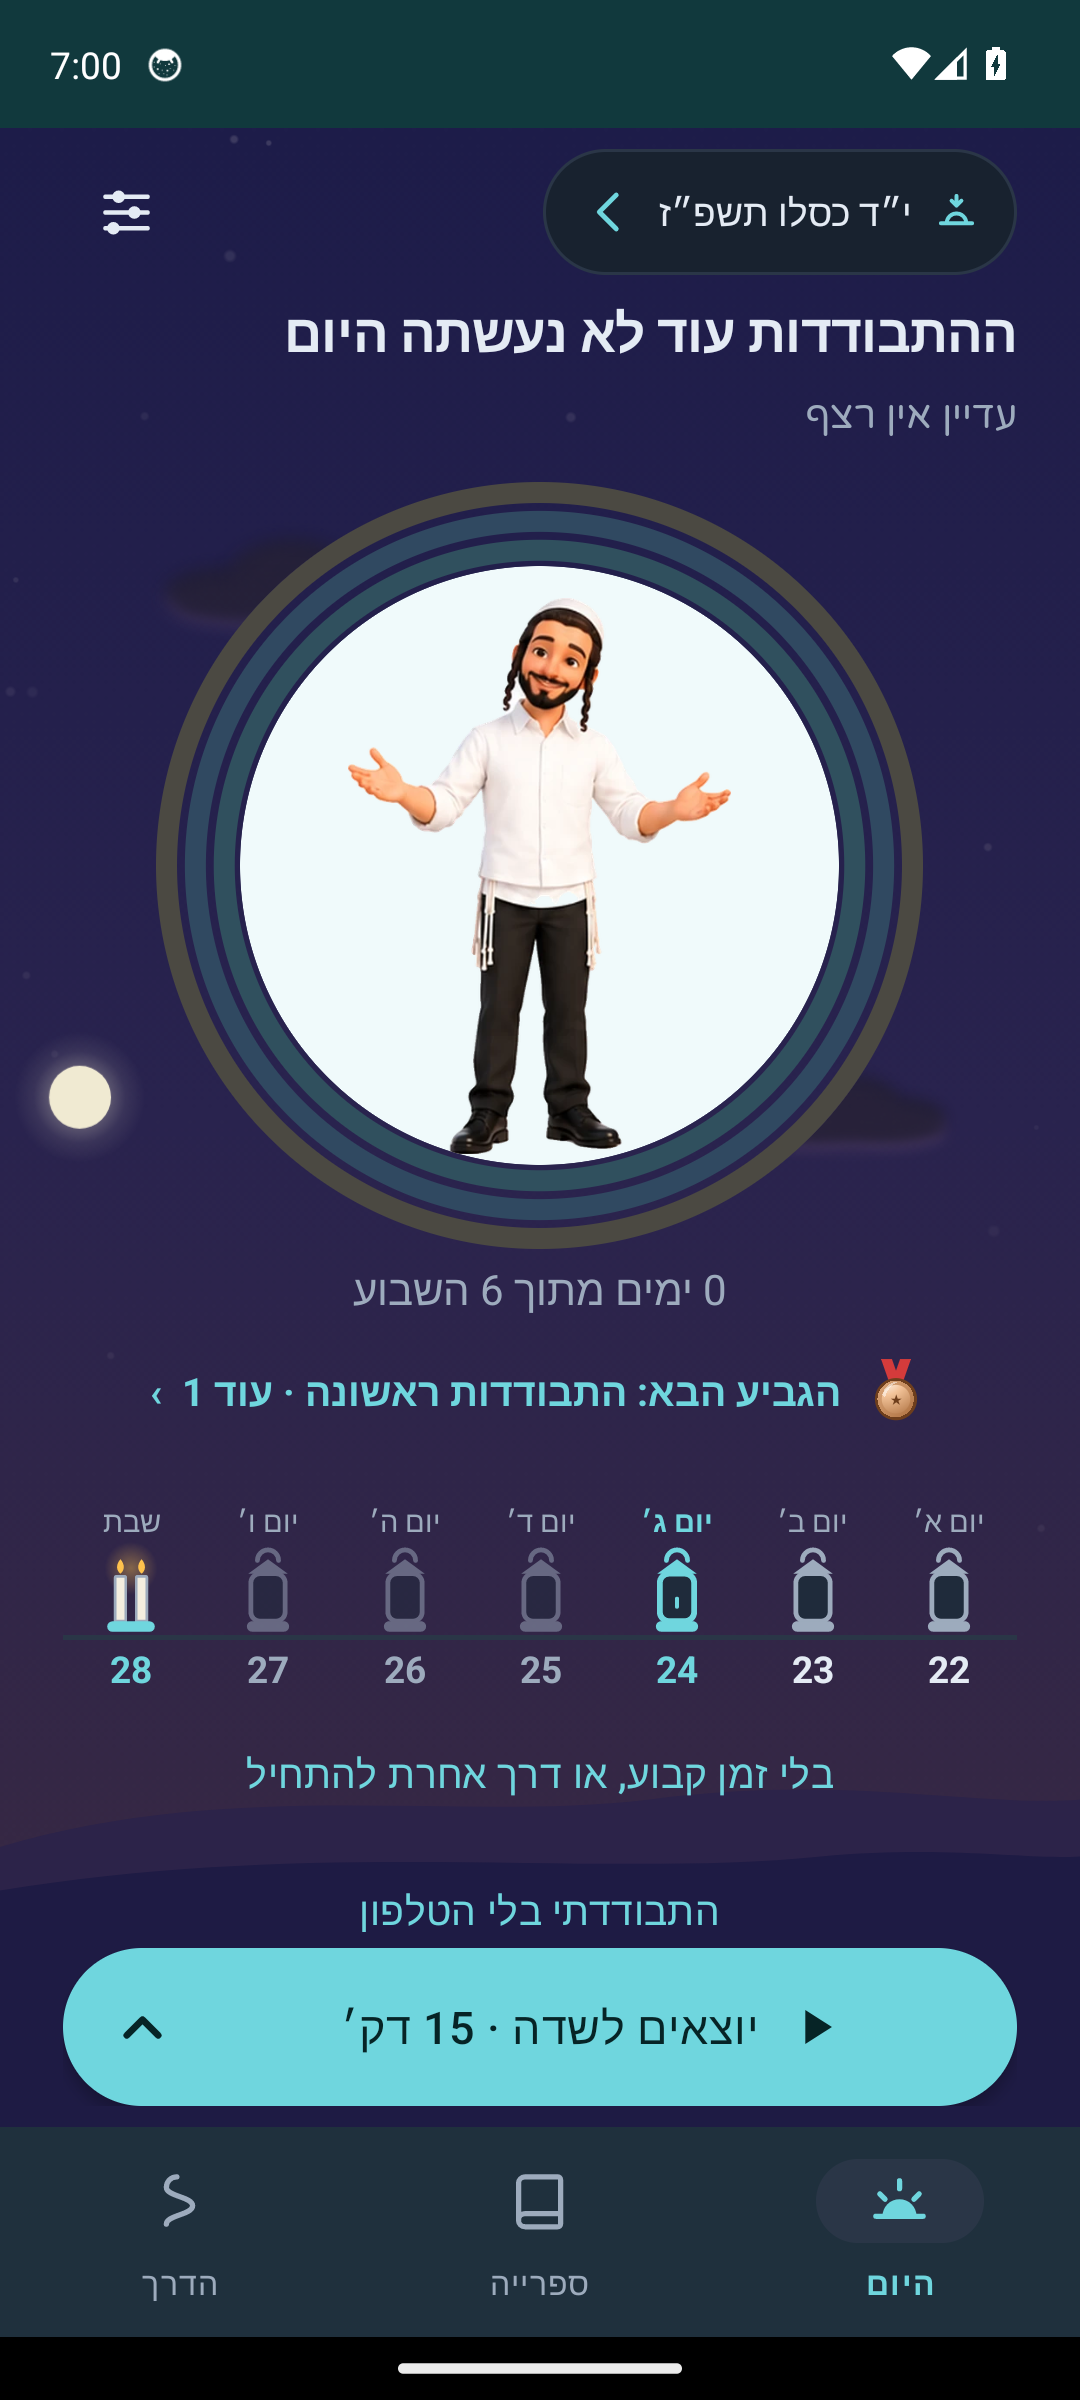 7:00
י״ד כסלו תשפ״ז
ההתבודדות עוד לא נעשתה היום
עדיין אין רצף
0 ימים מתוך 6 השבוע
הגביע הבא: התבודדות ראשונה · עוד 1 ›
יום א׳ יום ב׳ יום ג׳ יום ד׳ יום ה׳ יום ו׳ שבת
22 23 24 25 26 27 28
בלי זמן קבוע, או דרך אחרת להתחיל
התבודדתי בלי הטלפון
יוצאים לשדה · 15 דק׳
היום ספרייה הדרך